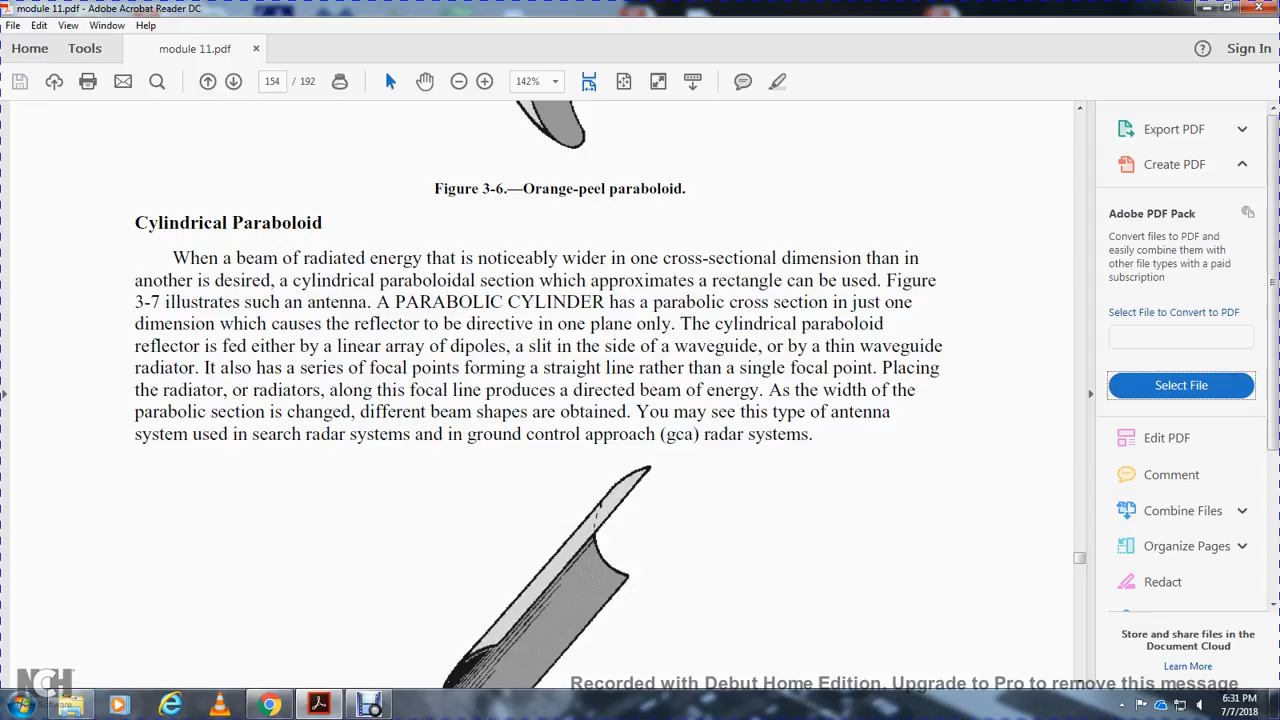 module 11.pdf - Adobe Acrobat Reader DC
File Edit View Window Help
Home Tools module 11.pdf × Sign In
154 / 192 142%
Figure 3-6.—Orange-peel paraboloid.
Cylindrical Paraboloid
When a beam of radiated energy that is noticeably wider in one cross-sectional dimension than in
another is desired, a cylindrical paraboloidal section which approximates a rectangle can be used. Figure
3-7 illustrates such an antenna. A PARABOLIC CYLINDER has a parabolic cross section in just one
dimension which causes the reflector to be directive in one plane only. The cylindrical paraboloid
reflector is fed either by a linear array of dipoles, a slit in the side of a waveguide, or by a thin waveguide
radiator. It also has a series of focal points forming a straight line rather than a single focal point. Placing
the radiator, or radiators, along this focal line produces a directed beam of energy. As the width of the
parabolic section is changed, different beam shapes are obtained. You may see this type of antenna
system used in search radar systems and in ground control approach (gca) radar systems.
Export PDF
Create PDF
Adobe PDF Pack
Convert files to PDF and
easily combine them with
other file types with a paid
subscription
Select File to Convert to PDF
Select File
Edit PDF
Comment
Combine Files
Organize Pages
Redact
Store and share files in the
Document Cloud
Learn More
NCH
Software
Recorded with Debut Home Edition. Upgrade to Pro to remove this message
6:31 PM
7/7/2018